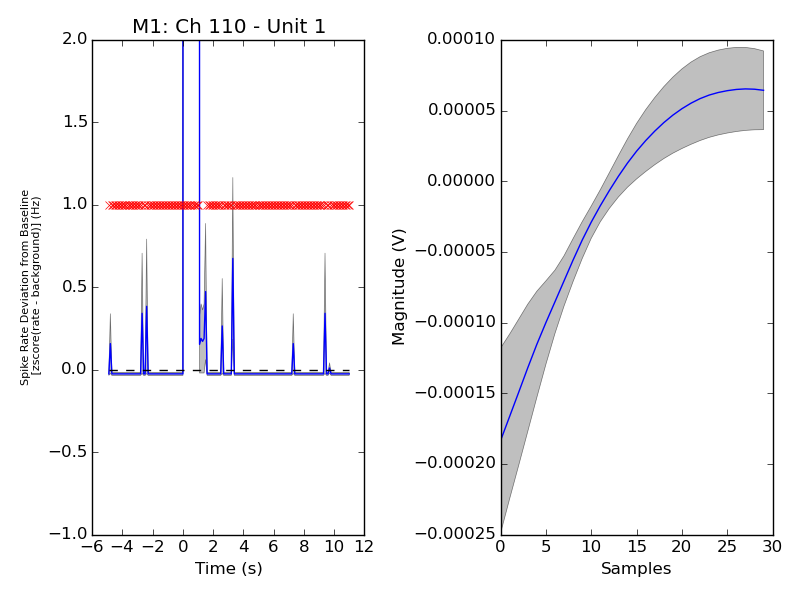 M1: Ch 110 - Unit 1
2.0
1.5
1.0
0.5
0.0
−0.5
−1.0
−6 −4 −2 0 2 4 6 8 10 12
Time (s)
Spike Rate Deviation from Baseline
[zscore(rate - background)] (Hz)
0.00010
0.00005
0.00000
−0.00005
−0.00010
−0.00015
−0.00020
−0.00025
0 5 10 15 20 25 30
Samples
Magnitude (V)